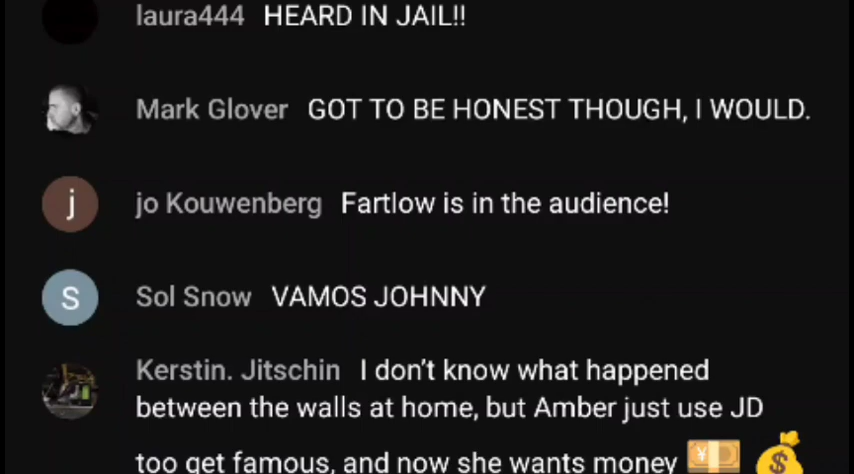 laura444 HEARD IN JAIL!!
Mark Glover GOT TO BE HONEST THOUGH, I WOULD.
j
jo Kouwenberg Fartlow is in the audience!
S
Sol Snow VAMOS JOHNNY
Kerstin. Jitschin I don't know what happened
between the walls at home, but Amber just use JD
too get famous, and now she wants money 💴 💰